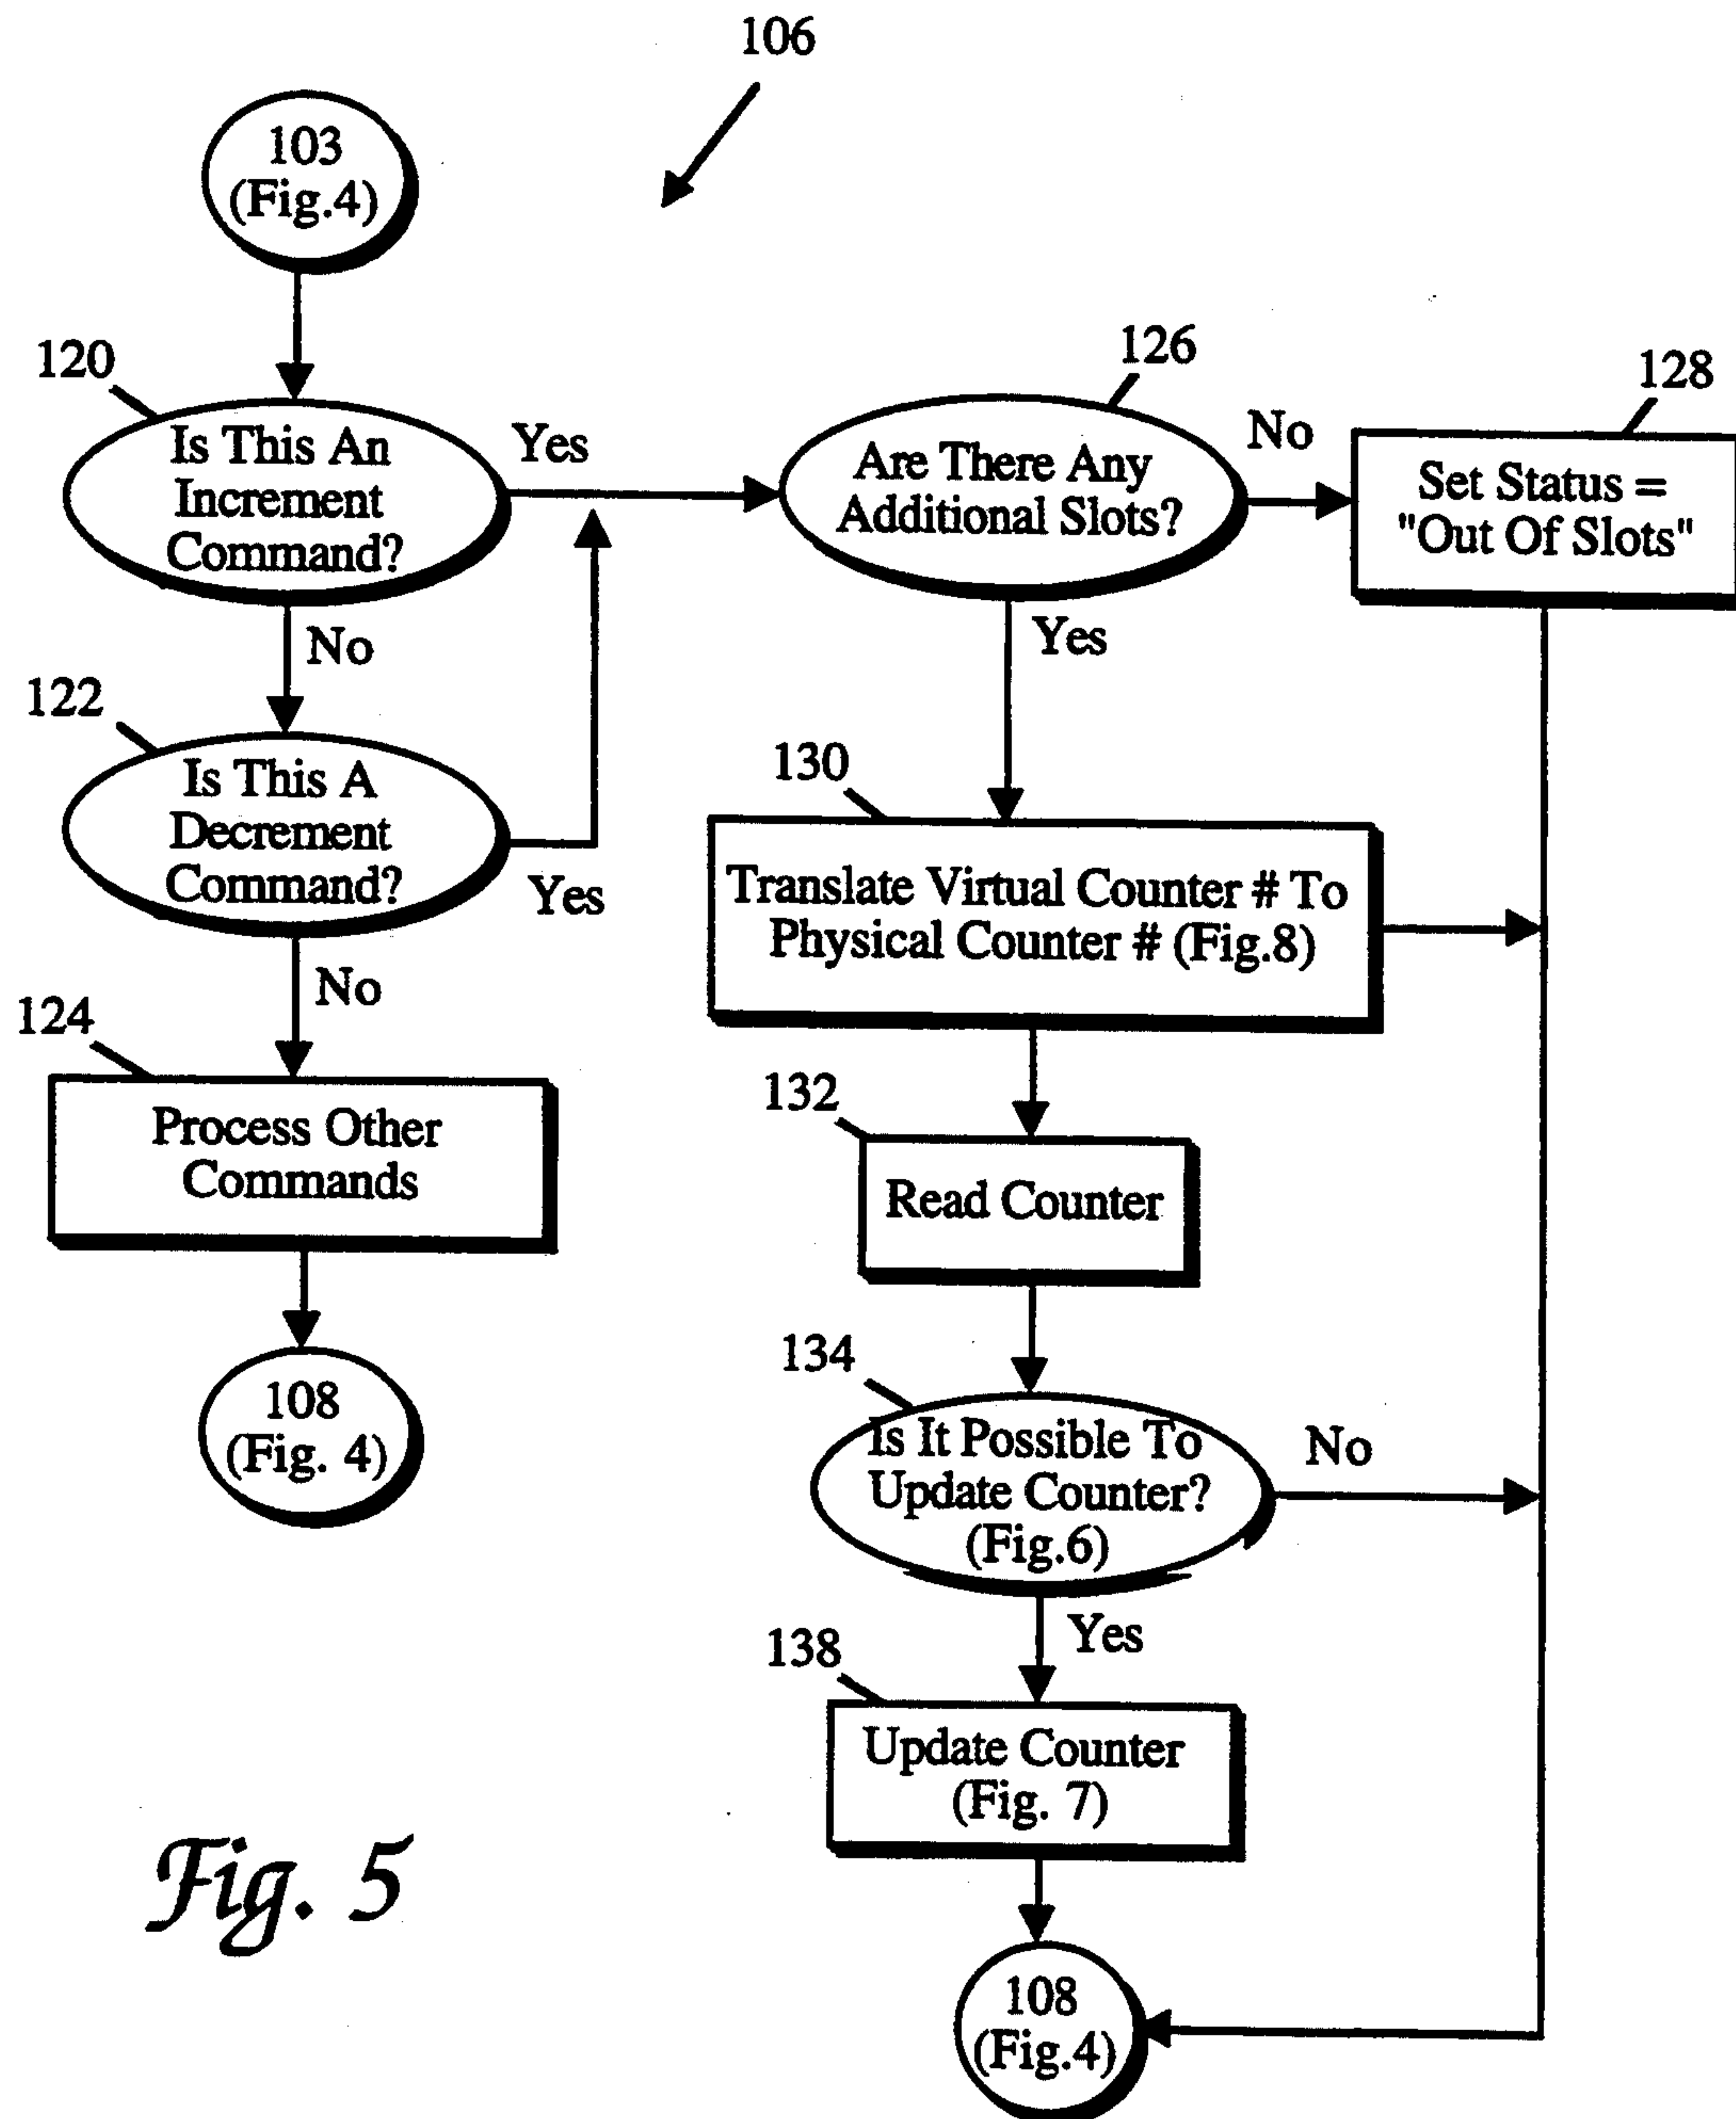 106
103
(Fig.4)
120
Is This An
Increment
Command?
Yes
No
122
Is This A
Decrement
Command?
Yes
No
124
Process Other
Commands
108
(Fig. 4)
126
Are There Any
Additional Slots?
No
Yes
128
Set Status =
"Out Of Slots"
130
Translate Virtual Counter # To
Physical Counter # (Fig.8)
132
Read Counter
134
Is It Possible To
Update Counter?
(Fig.6)
No
Yes
138
Update Counter
(Fig. 7)
108
(Fig.4)
Fig. 5